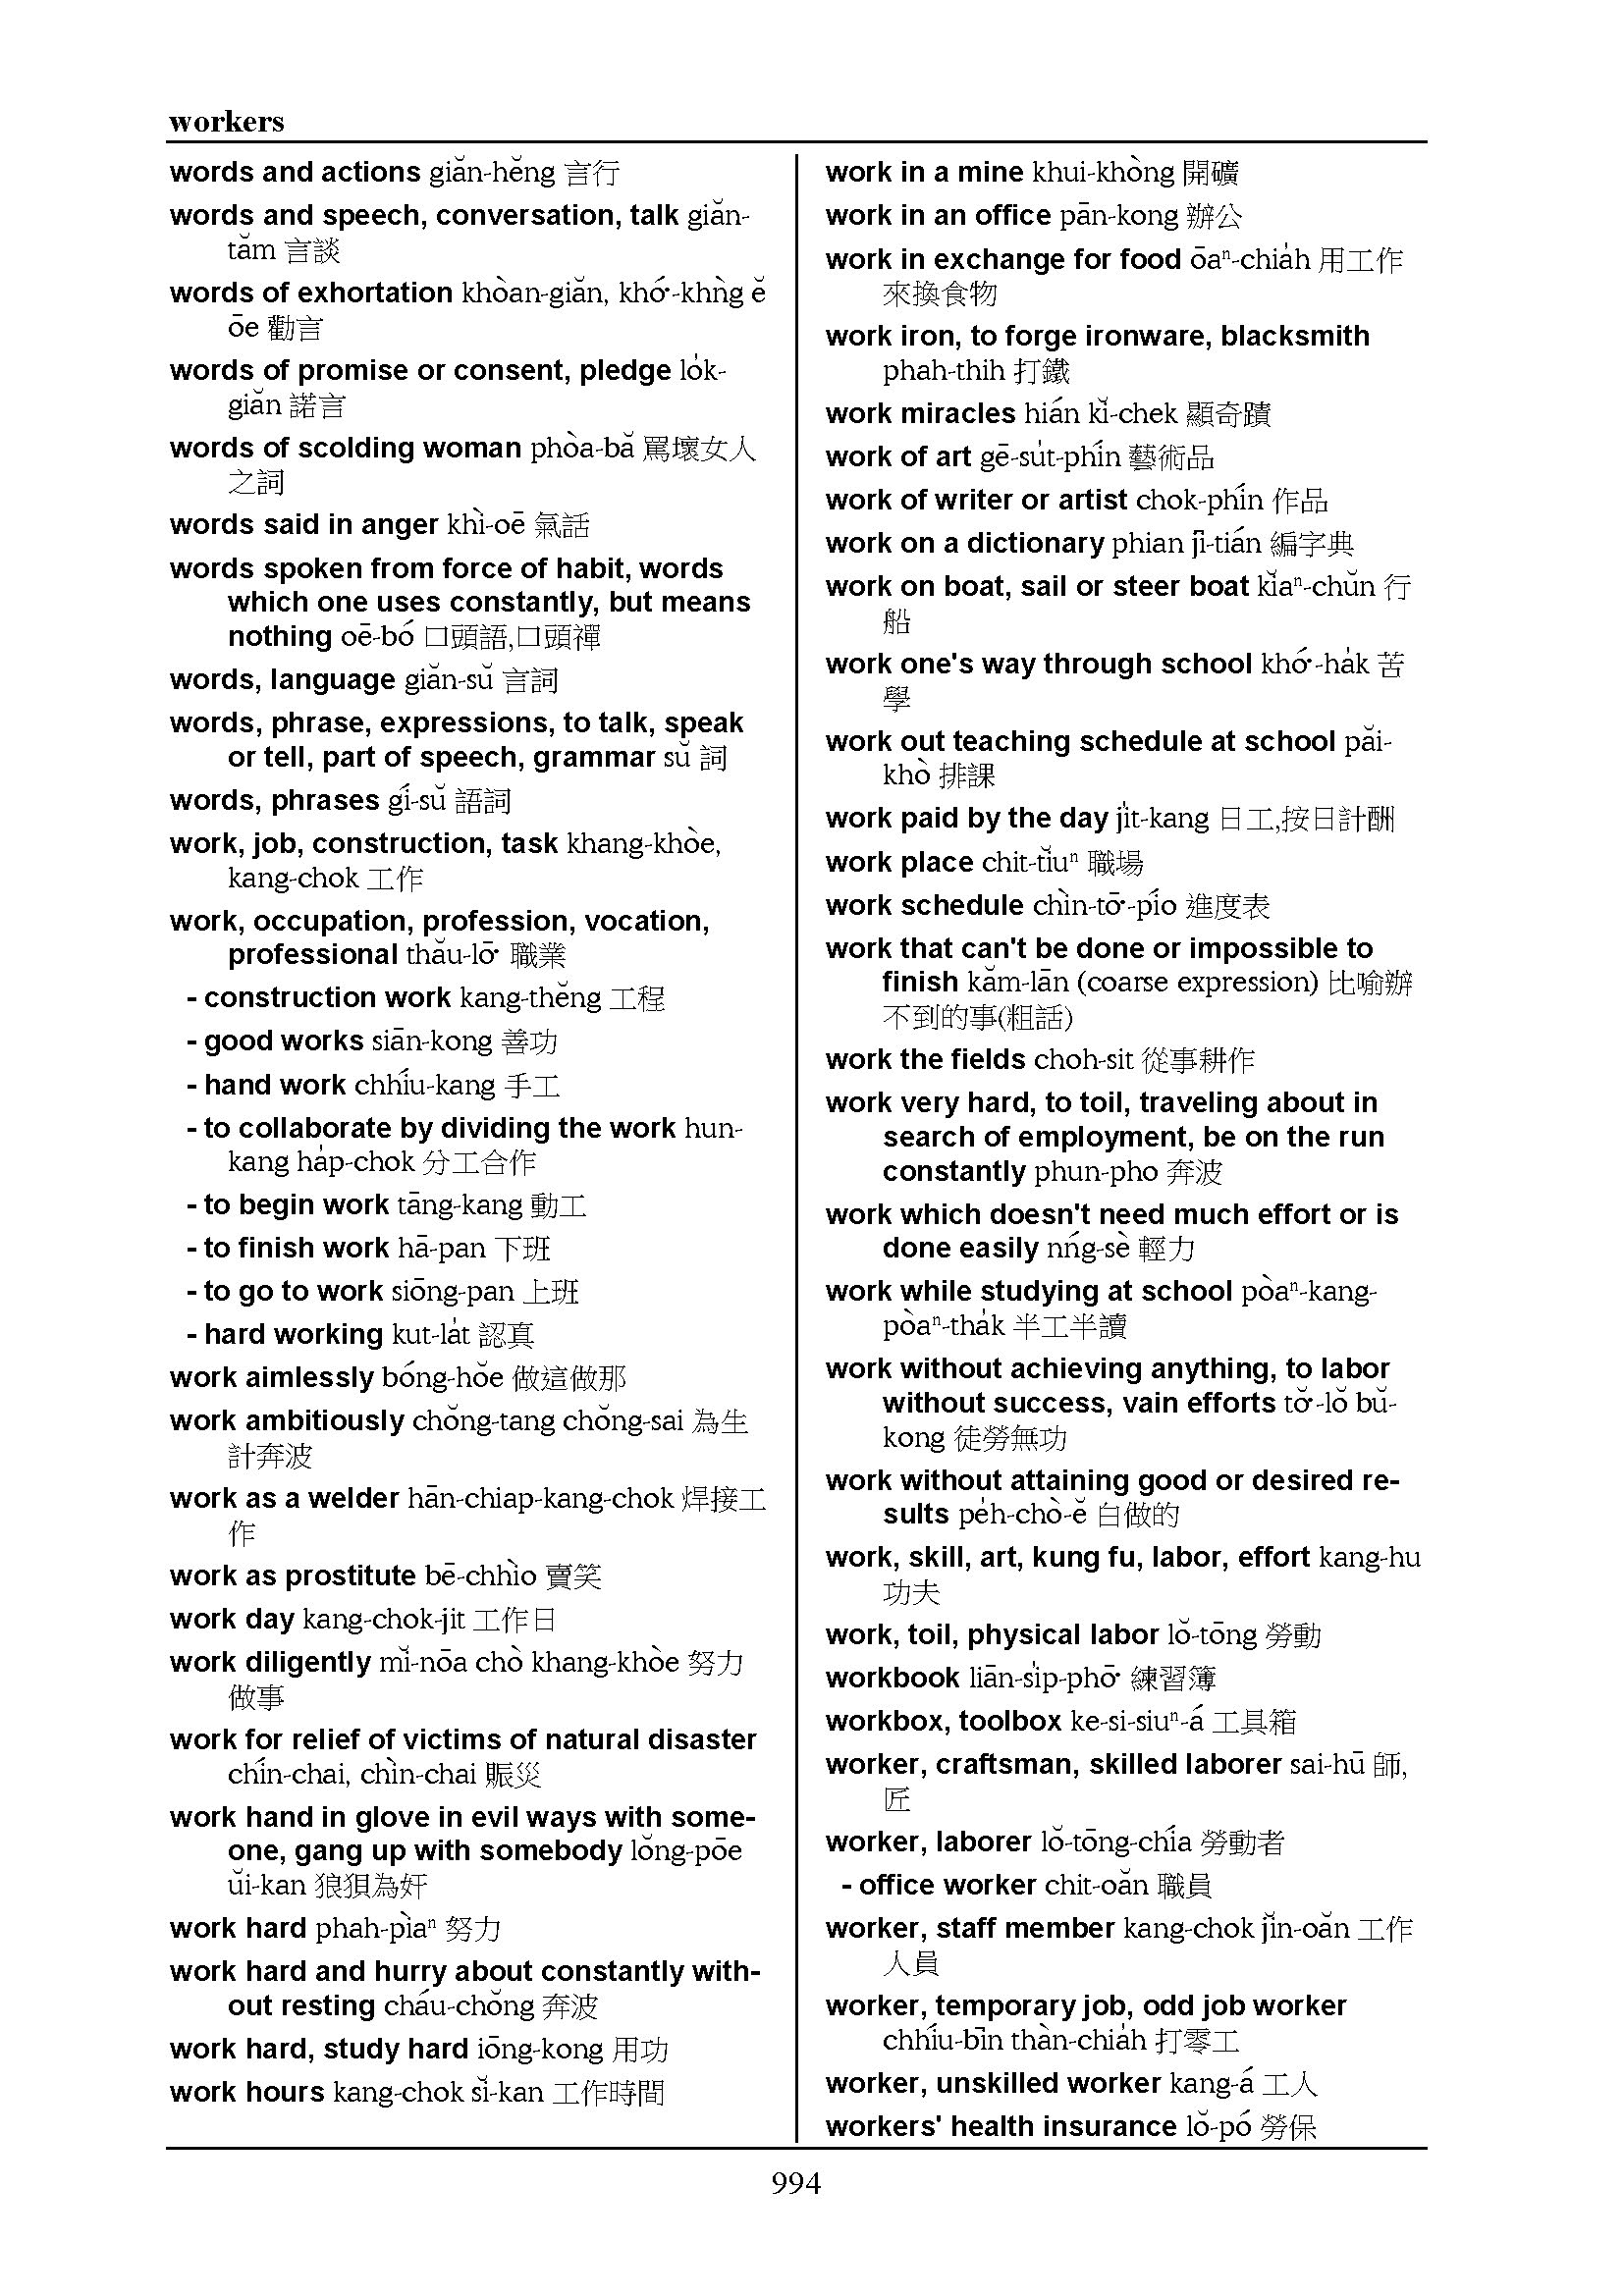 workers
words and actions giăn-hĕng 言行
words and speech, conversation, talk giăn-
tăm 言談
words of exhortation khòan-giăn, khó͘-khǹg ĕ
ōe 勸言
words of promise or consent, pledge lo̍k-
giăn 諾言
words of scolding woman phòa-bă 罵壞女人
之詞
words said in anger khì-oē 氣話
words spoken from force of habit, words
which one uses constantly, but means
nothing oē-bó 口頭語,口頭禪
words, language giăn-sŭ 言詞
words, phrase, expressions, to talk, speak
or tell, part of speech, grammar sŭ 詞
words, phrases gí-sŭ 語詞
work, job, construction, task khang-khòe,
kang-chok 工作
work, occupation, profession, vocation,
professional thău-lō͘ 職業
- construction work kang-thĕng 工程
- good works siān-kong 善功
- hand work chhíu-kang 手工
- to collaborate by dividing the work hun-
kang ha̍p-chok 分工合作
- to begin work tāng-kang 動工
- to finish work hā-pan 下班
- to go to work siōng-pan 上班
- hard working kut-la̍t 認真
work aimlessly bóng-hŏe 做這做那
work ambitiously chŏng-tang chŏng-sai 為生
計奔波
work as a welder hān-chiap-kang-chok 焊接工
作
work as prostitute bē-chhìo 賣笑
work day kang-chok-jit 工作日
work diligently mĭ-nōa chò khang-khòe 努力
做事
work for relief of victims of natural disaster
chín-chai, chìn-chai 賑災
work hand in glove in evil ways with some-
one, gang up with somebody lŏng-pōe
ŭi-kan 狼狽為奸
work hard phah-pìaⁿ 努力
work hard and hurry about constantly with-
out resting cháu-chŏng 奔波
work hard, study hard iōng-kong 用功
work hours kang-chok sĭ-kan 工作時間
work in a mine khui-khòng 開礦
work in an office pān-kong 辦公
work in exchange for food ōaⁿ-chia̍h 用工作
來換食物
work iron, to forge ironware, blacksmith
phah-thih 打鐵
work miracles hián kĭ-chek 顯奇蹟
work of art gē-su̍t-phín 藝術品
work of writer or artist chok-phín 作品
work on a dictionary phian jī-tián 編字典
work on boat, sail or steer boat kĭaⁿ-chŭn 行
船
work one's way through school khó͘-ha̍k 苦
學
work out teaching schedule at school păi-
khò 排課
work paid by the day ji̍t-kang 日工,按日計酬
work place chit-tĭuⁿ 職場
work schedule chìn-tō͘-pío 進度表
work that can't be done or impossible to
finish kăm-lān (coarse expression) 比喻辦
不到的事(粗話)
work the fields choh-sit 從事耕作
work very hard, to toil, traveling about in
search of employment, be on the run
constantly phun-pho 奔波
work which doesn't need much effort or is
done easily nńg-sè 輕力
work while studying at school pòaⁿ-kang-
pòaⁿ-tha̍k 半工半讀
work without achieving anything, to labor
without success, vain efforts tŏ͘-lŏ bŭ-
kong 徒勞無功
work without attaining good or desired re-
sults pe̍h-chò-ĕ 白做的
work, skill, art, kung fu, labor, effort kang-hu
功夫
work, toil, physical labor lŏ-tōng 勞動
workbook liān-si̍p-phō͘ 練習簿
workbox, toolbox ke-si-siuⁿ-á 工具箱
worker, craftsman, skilled laborer sai-hū 師,
匠
worker, laborer lŏ-tōng-chía 勞動者
- office worker chit-oăn 職員
worker, staff member kang-chok jĭn-oăn 工作
人員
worker, temporary job, odd job worker
chhíu-bīn thàn-chia̍h 打零工
worker, unskilled worker kang-á 工人
workers' health insurance lŏ-pó 勞保
994